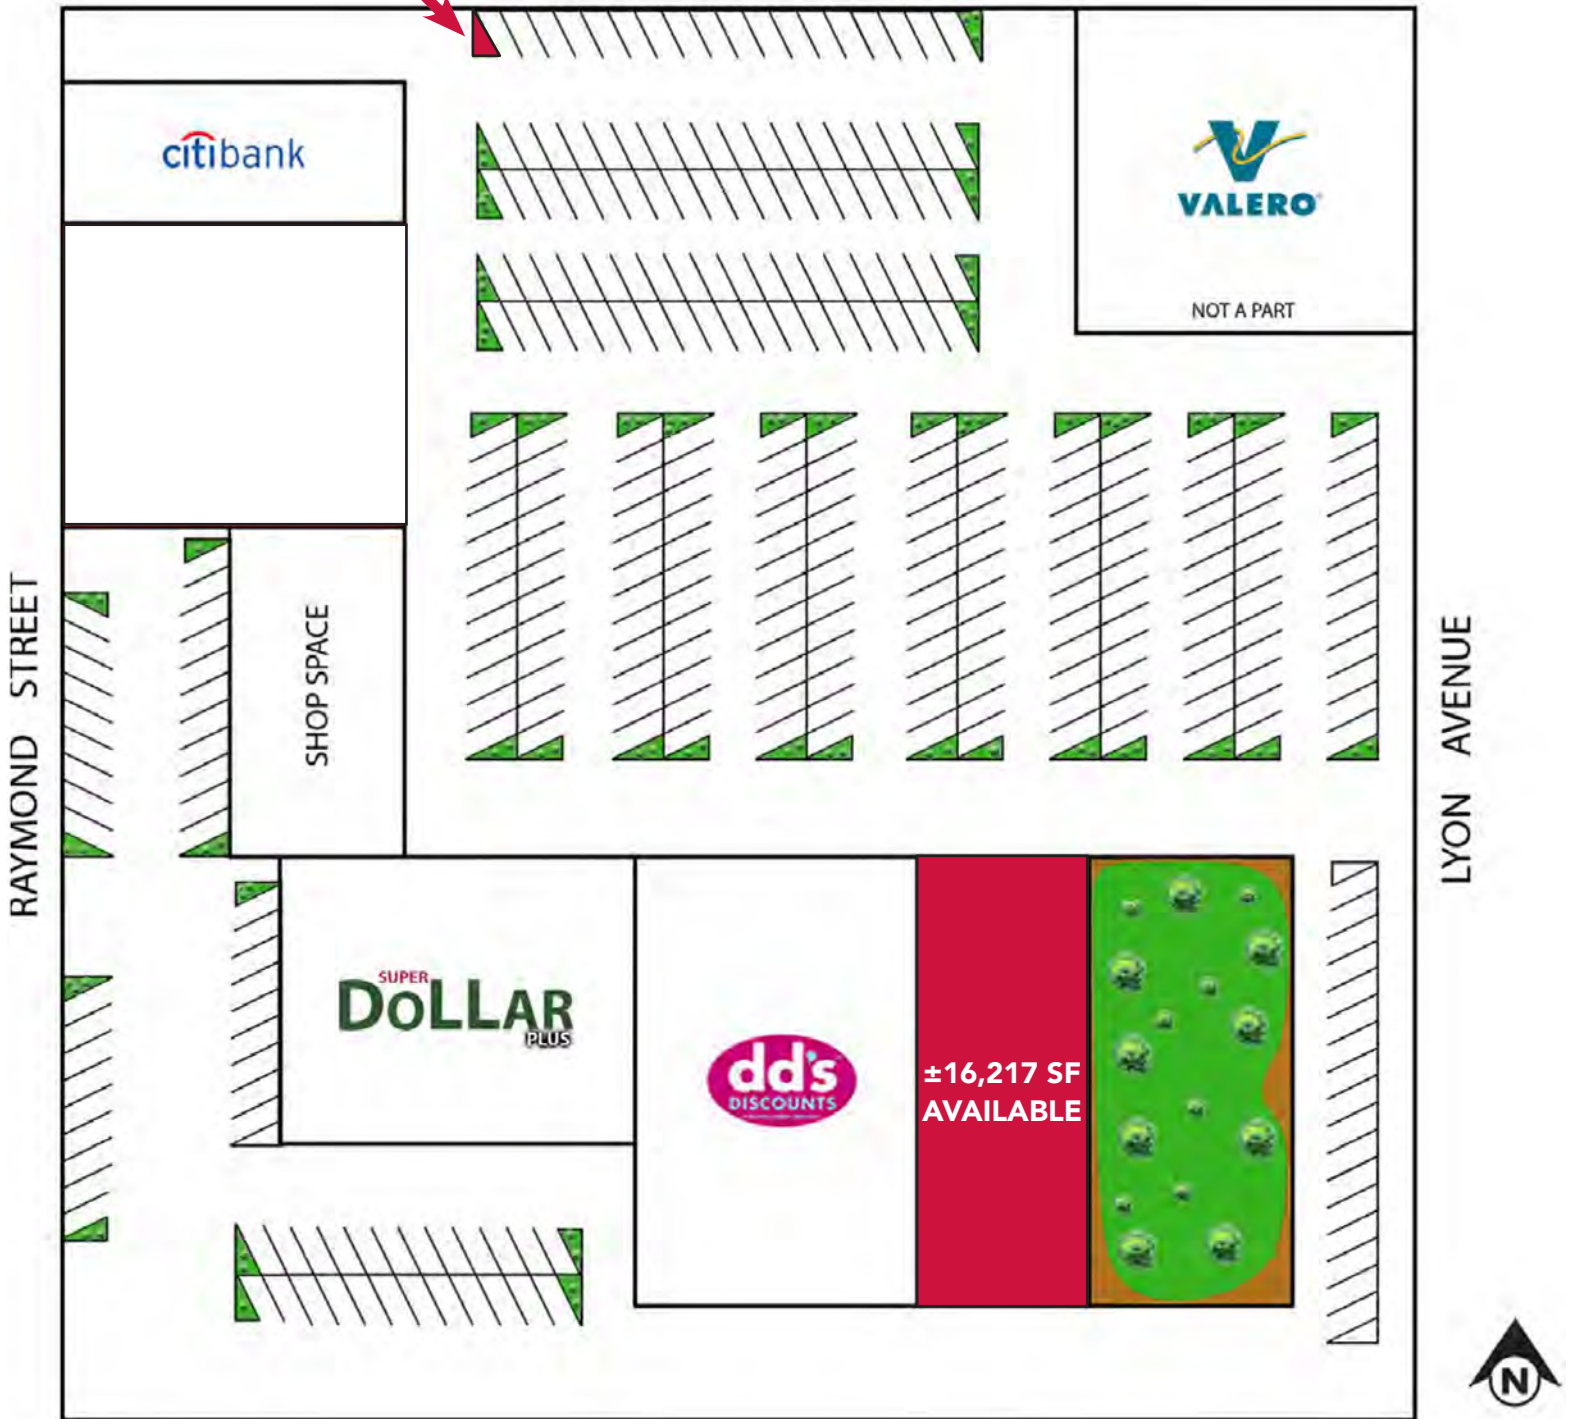 citibank
VALERO
NOT A PART
RAYMOND STREET
SHOP SPACE
LYON AVENUE
SUPER
DOLLAR
PLUS
dd's
DISCOUNTS
±16,217 SF
AVAILABLE
N